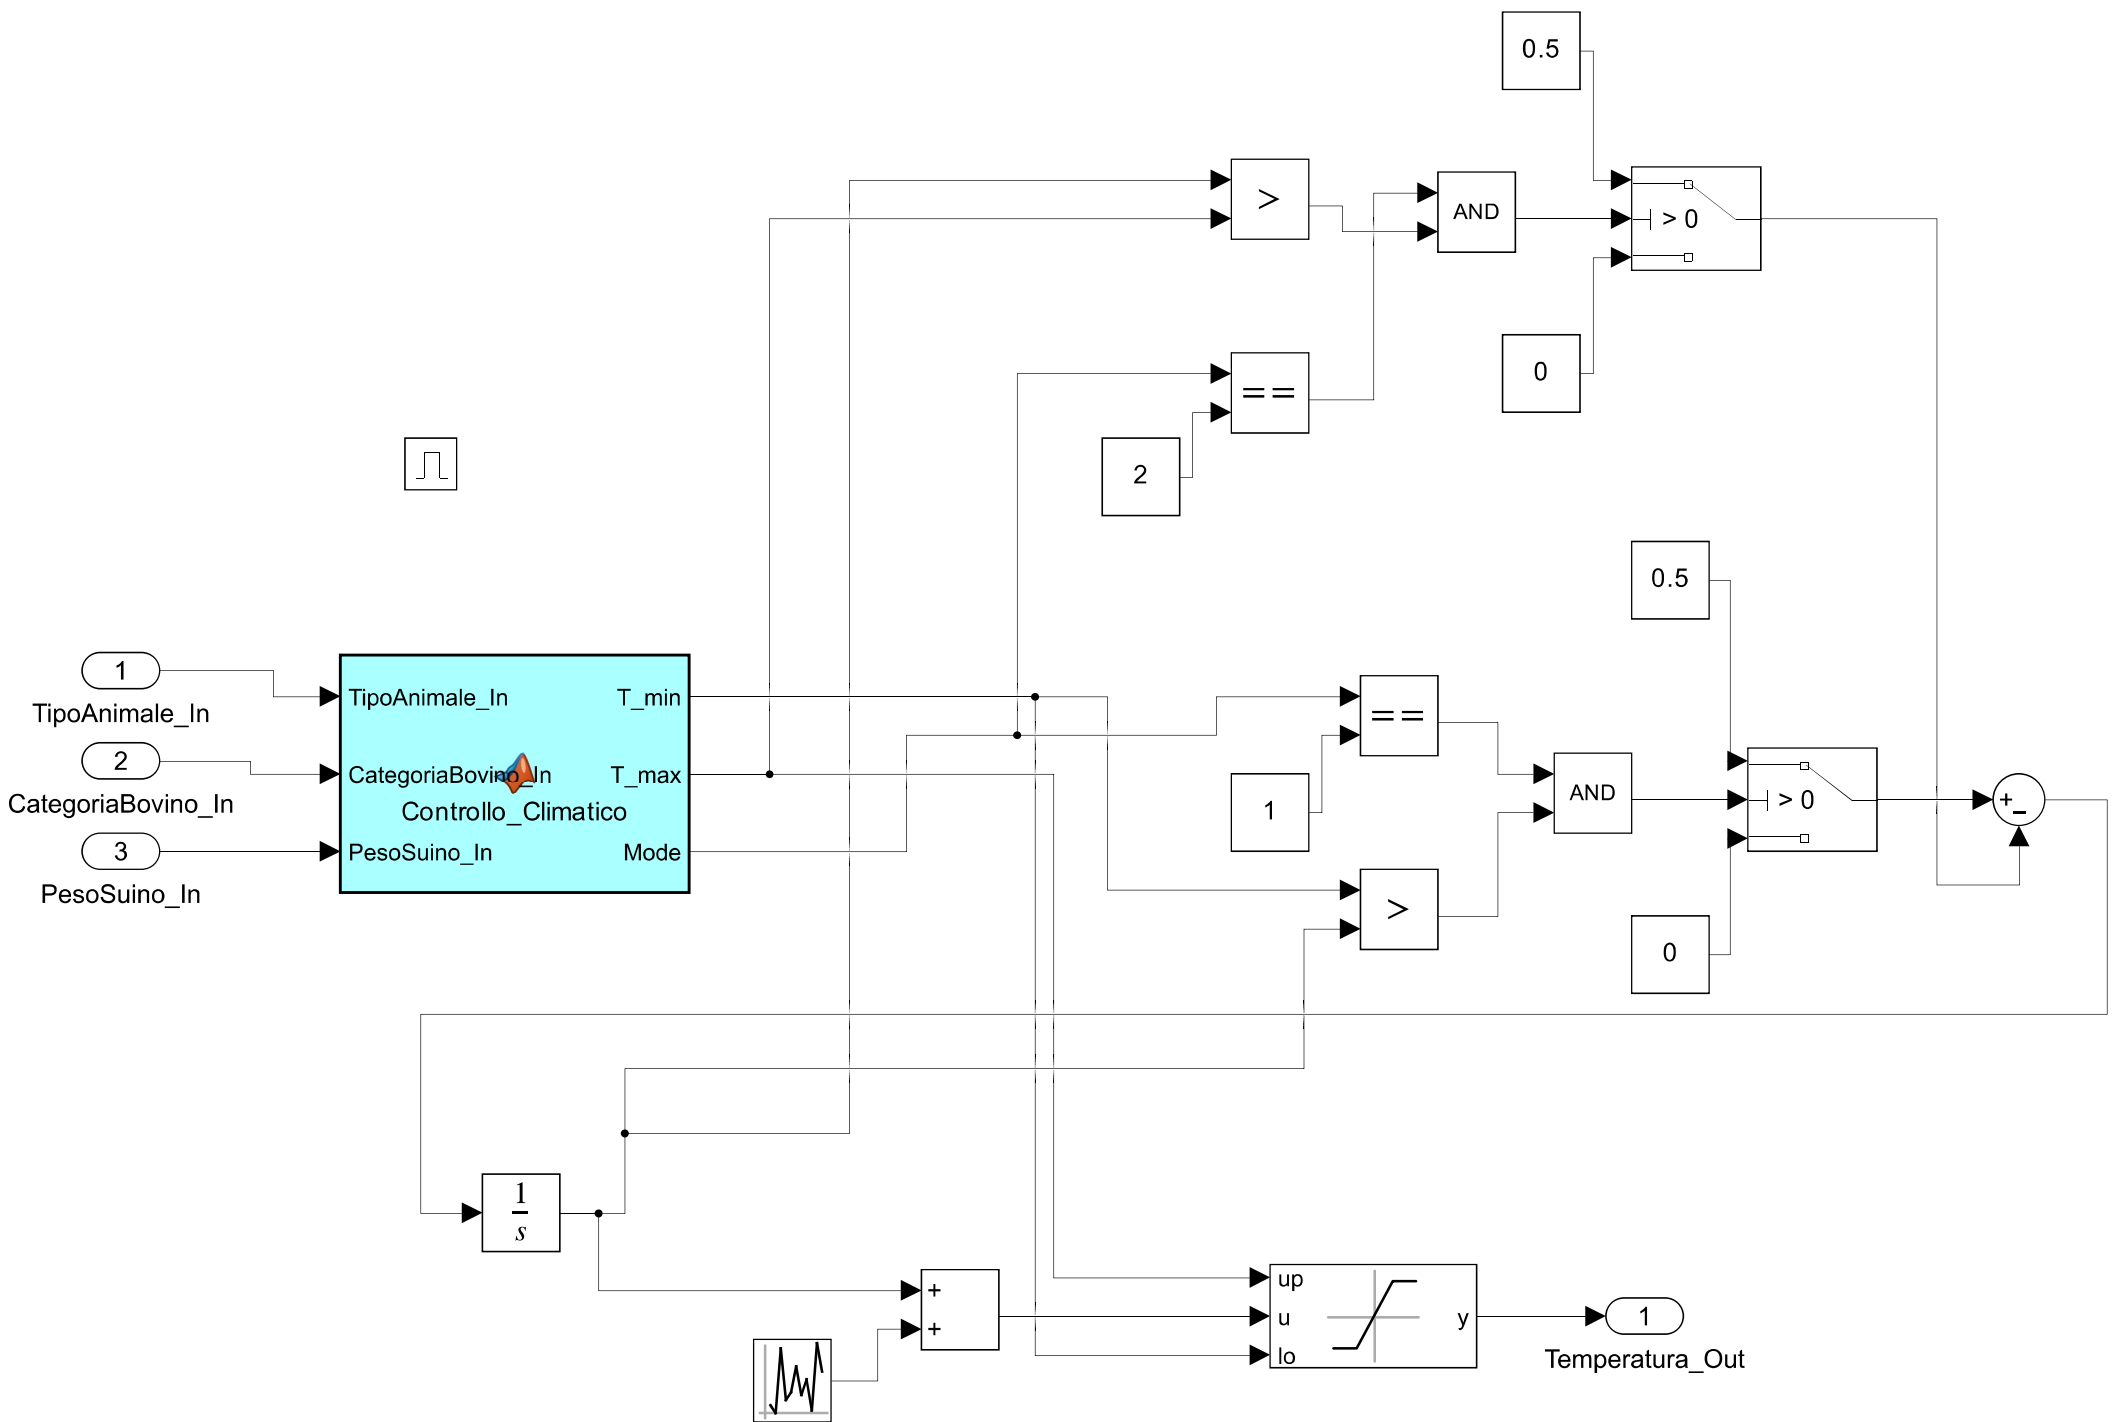 0.5
>
AND
> 0
0
==
2
0.5
1
TipoAnimale_In
2
CategoriaBovino_In
3
PesoSuino_In
TipoAnimale_In
T_min
CategoriaBovino_In
T_max
Controllo_Climatico
PesoSuino_In
Mode
==
1
AND
> 0
+
−
>
0
1
s
+
+
up
u
lo
y
1
Temperatura_Out